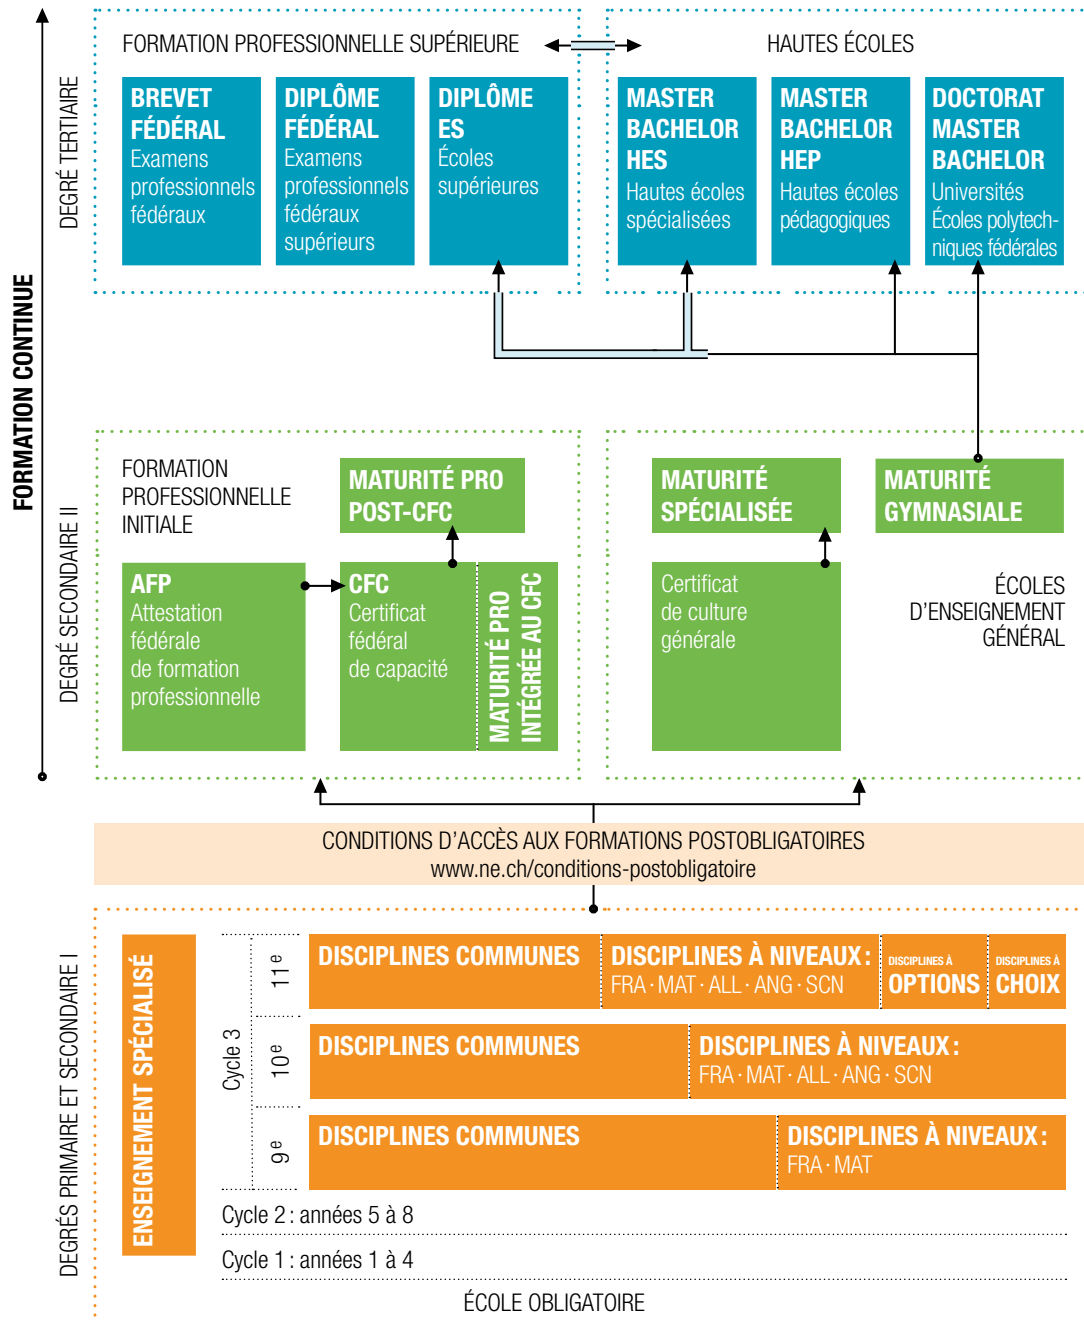 FORMATION CONTINUE
DEGRÉ TERTIAIRE
FORMATION PROFESSIONNELLE SUPÉRIEURE
HAUTES ÉCOLES
BREVET
FÉDÉRAL
Examens
professionnels
fédéraux
DIPLÔME
FÉDÉRAL
Examens
professionnels
fédéraux
supérieurs
DIPLÔME
ES
Écoles
supérieures
MASTER
BACHELOR
HES
Hautes écoles
spécialisées
MASTER
BACHELOR
HEP
Hautes écoles
pédagogiques
DOCTORAT
MASTER
BACHELOR
Universités
Écoles polytech-
niques fédérales
DEGRÉ SECONDAIRE II
FORMATION
PROFESSIONNELLE
INITIALE
MATURITÉ PRO
POST-CFC
AFP
Attestation
fédérale
de formation
professionnelle
CFC
Certificat
fédéral
de capacité
MATURITÉ PRO
INTÉGRÉE AU CFC
MATURITÉ
SPÉCIALISÉE
MATURITÉ
GYMNASIALE
Certificat
de culture
générale
ÉCOLES
D'ENSEIGNEMENT
GÉNÉRAL
CONDITIONS D'ACCÈS AUX FORMATIONS POSTOBLIGATOIRES
www.ne.ch/conditions-postobligatoire
DEGRÉS PRIMAIRE ET SECONDAIRE I
ENSEIGNEMENT SPÉCIALISÉ
Cycle 3
11e
DISCIPLINES COMMUNES
DISCIPLINES À NIVEAUX :
FRA · MAT · ALL · ANG · SCN
DISCIPLINES À
OPTIONS
DISCIPLINES À
CHOIX
10e
DISCIPLINES COMMUNES
DISCIPLINES À NIVEAUX :
FRA · MAT · ALL · ANG · SCN
9e
DISCIPLINES COMMUNES
DISCIPLINES À NIVEAUX :
FRA · MAT
Cycle 2 : années 5 à 8
Cycle 1 : années 1 à 4
ÉCOLE OBLIGATOIRE